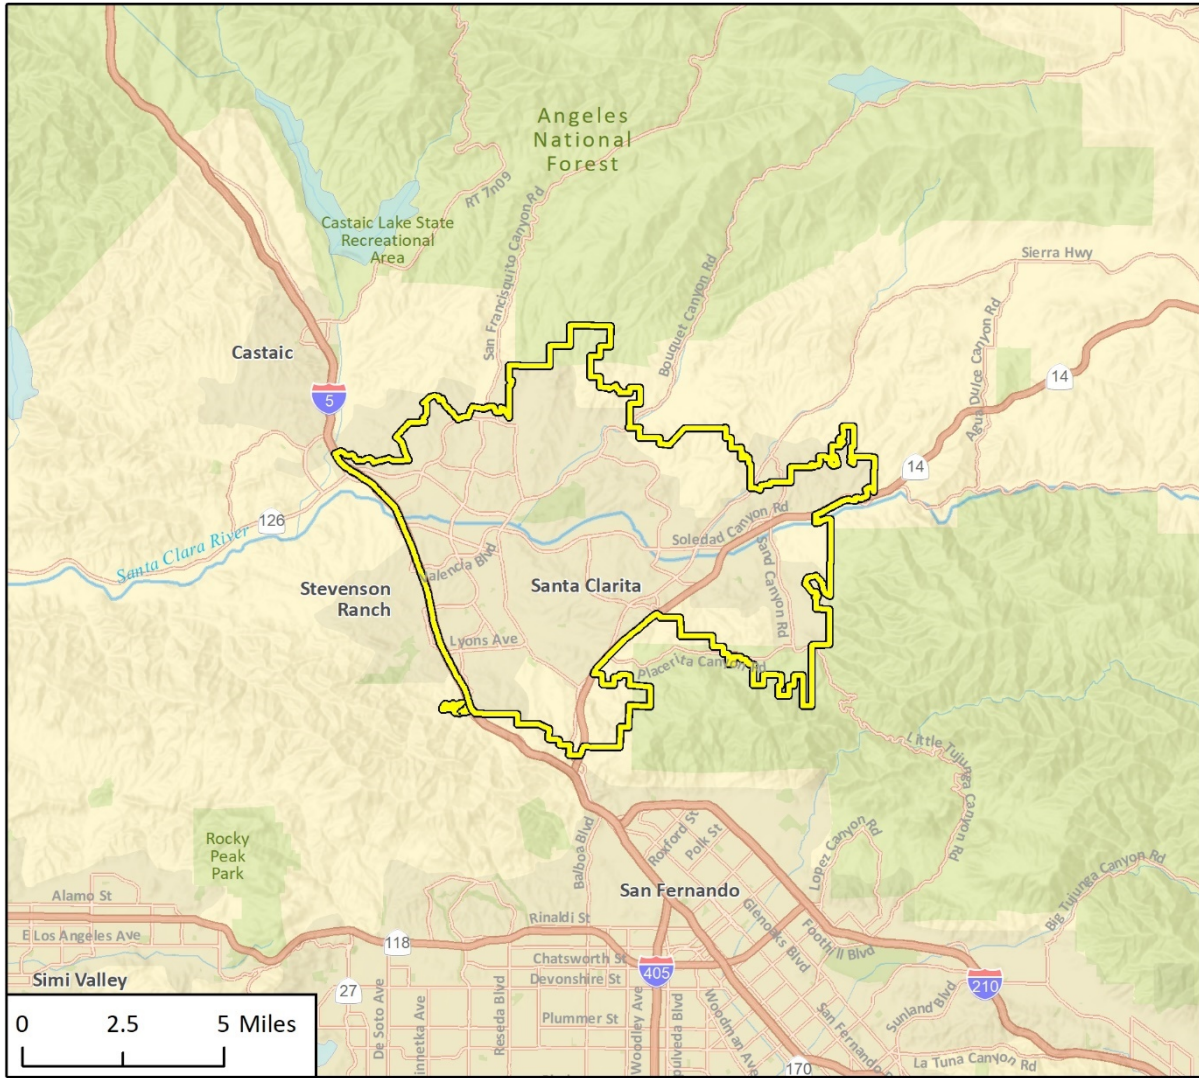 Angeles
National
Forest
RT 7n09
Castaic Lake State
Recreational
Area
San Francisquito Canyon Rd
Bouquet Canyon Rd
Sierra Hwy
Agua Dulce Canyon Rd
Castaic
5
14
14
126
Santa Clara River
Soledad Canyon Rd
Sand Canyon Rd
Valencia Blvd
Stevenson
Ranch
Santa Clarita
Lyons Ave
Placerita Canyon Rd
Little Tujunga Canyon Rd
Rocky
Peak
Park
Balboa Blvd
Roxford St
Polk St
Lopez Canyon Rd
Big Tujunga Canyon Rd
San Fernando
Alamo St
Rinaldi St
Glenoaks Blvd
Foothill Blvd
E Los Angeles Ave
118
Chatsworth St
405
Devonshire St
210
Simi Valley
27
De Soto Ave
Reseda Blvd
Woodley Ave
Woodman Ave
San Fernando
Sunland Blvd
Plummer St
La Tuna Canyon Rd
170
0 2.5 5 Miles